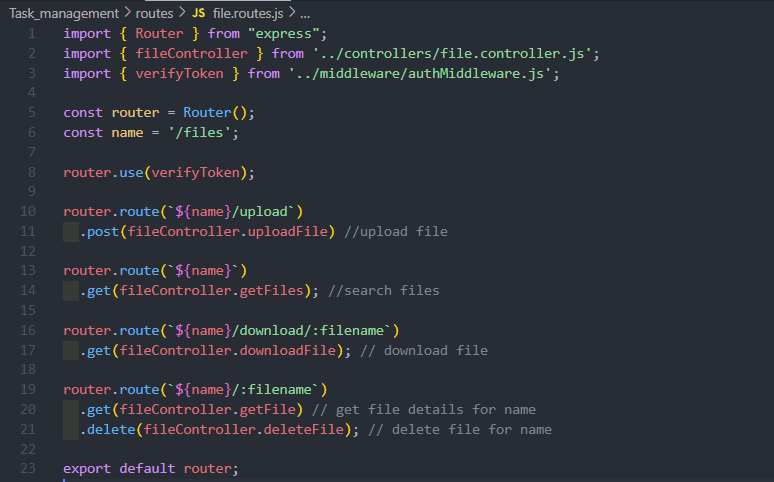 Task_management > routes > JS file.routes.js > ...
1 import { Router } from "express";
2 import { fileController } from '../controllers/file.controller.js';
3 import { verifyToken } from '../middleware/authMiddleware.js';
4
5 const router = Router();
6 const name = '/files';
7
8 router.use(verifyToken);
9
10 router.route(`${name}/upload`)
11   .post(fileController.uploadFile) //upload file
12
13 router.route(`${name}`)
14   .get(fileController.getFiles); //search files
15
16 router.route(`${name}/download/:filename`)
17   .get(fileController.downloadFile); // download file
18
19 router.route(`${name}/:filename`)
20   .get(fileController.getFile) // get file details for name
21   .delete(fileController.deleteFile); // delete file for name
22
23 export default router;